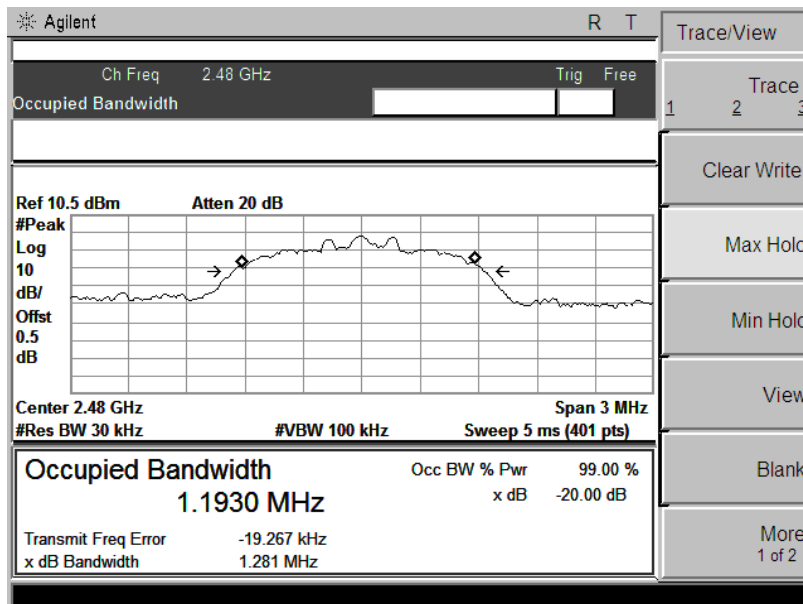 Agilent R T
Ch Freq 2.48 GHz Trig Free
Occupied Bandwidth
Ref 10.5 dBm Atten 20 dB
#Peak
Log
10
dB/
Offst
0.5
dB
Center 2.48 GHz Span 3 MHz
#Res BW 30 kHz #VBW 100 kHz Sweep 5 ms (401 pts)
Occupied Bandwidth Occ BW % Pwr 99.00 %
1.1930 MHz x dB -20.00 dB
Transmit Freq Error -19.267 kHz
x dB Bandwidth 1.281 MHz
Trace/View
Trace
1 2 3
Clear Write
Max Hold
Min Hold
View
Blank
More
1 of 2